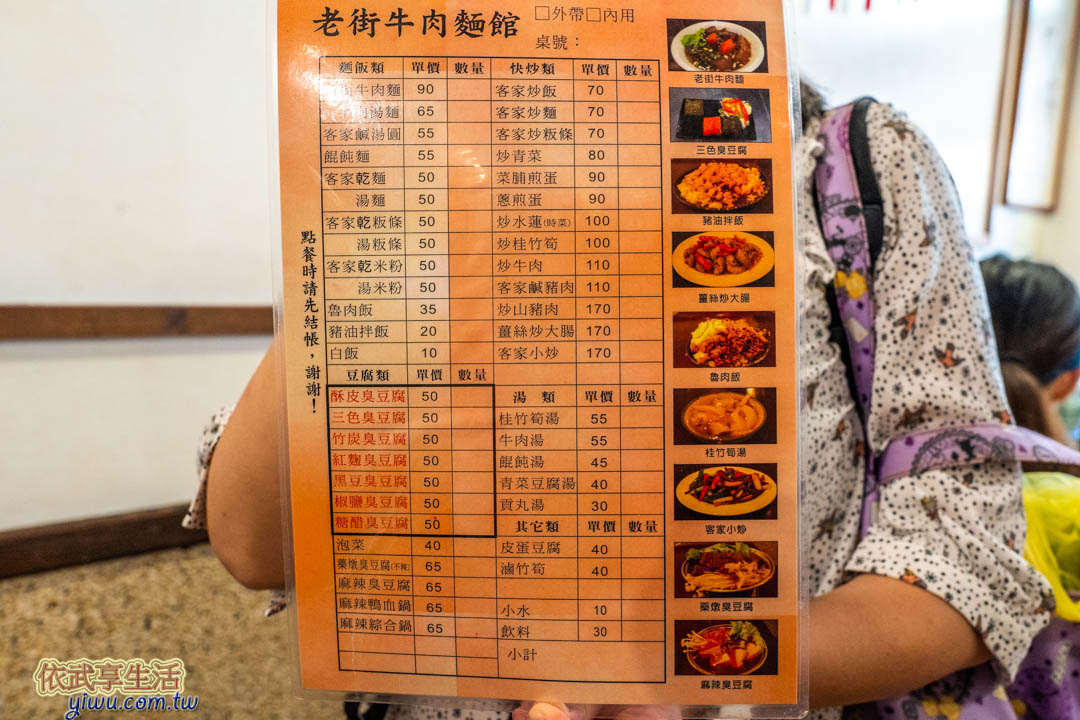 老街牛肉麵館
□外帶□內用
桌號：
點餐時請先結帳，謝謝！
麵飯類 單價 數量
街牛肉麵 90
湯麵 65
客家鹹湯圓 55
餛飩麵 55
客家乾麵 50
湯麵 50
客家乾粄條 50
湯粄條 50
客家乾米粉 50
湯米粉 50
魯肉飯 35
豬油拌飯 20
白飯 10
豆腐類 單價 數量
酥皮臭豆腐 50
三色臭豆腐 50
竹炭臭豆腐 50
紅麴臭豆腐 50
黑豆臭豆腐 50
椒鹽臭豆腐 50
糖醋臭豆腐 50
泡菜 40
藥燉臭豆腐(不辣) 65
麻辣臭豆腐 65
麻辣鴨血鍋 65
麻辣綜合鍋 65
快炒類 單價 數量
客家炒飯 70
客家炒麵 70
客家炒粄條 70
炒青菜 80
菜脯煎蛋 90
蔥煎蛋 90
炒水蓮(時菜) 100
炒桂竹筍 100
炒牛肉 110
客家鹹豬肉 110
炒山豬肉 170
薑絲炒大腸 170
客家小炒 170
湯類 單價 數量
桂竹筍湯 55
牛肉湯 55
餛飩湯 45
青菜豆腐湯 40
貢丸湯 30
其它類 單價 數量
皮蛋豆腐 40
滷竹筍 40
小水 10
飲料 30
小計
老街牛肉麵
三色臭豆腐
豬油拌飯
薑絲炒大腸
魯肉飯
桂竹筍湯
客家小炒
藥燉臭豆腐
麻辣臭豆腐
依武享生活
yiwu.com.tw